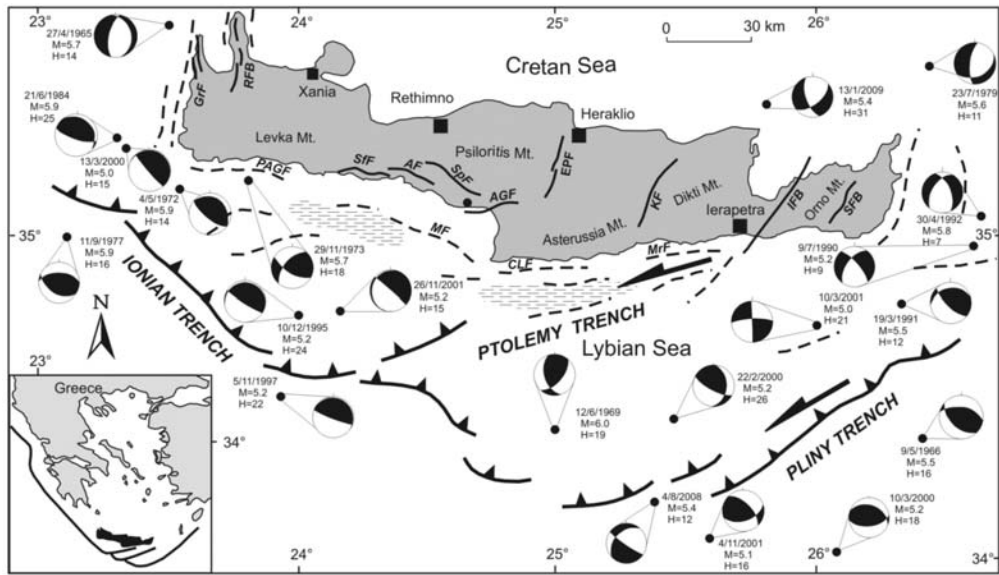 23°
24°
25°
26°
27/4/1965
M=5.7
H=14
0
30 km
Cretan Sea
RFB
GrF
Xania
Rethimno
Heraklio
13/1/2009
M=5.4
H=31
23/7/1979
M=5.6
H=11
21/6/1984
M=5.9
H=25
Levka Mt.
Psiloritis Mt.
EPF
13/3/2000
M=5.0
H=15
PAGF
SfF
AF
SpF
AGF
KF
Dikti Mt.
Ierapetra
IFB
Orno Mt.
SFB
4/5/1972
M=5.9
H=14
30/4/1992
M=5.8
H=7
35°
MF
Asterussia Mt.
MrF
CLF
11/9/1977
M=5.9
H=16
29/11/1973
M=5.7
H=18
26/11/2001
M=5.2
H=15
9/7/1990
M=5.2
H=9
10/3/2001
M=5.0
H=21
19/3/1991
M=5.5
H=12
N
IONIAN TRENCH
10/12/1995
M=5.2
H=24
PTOLEMY TRENCH
Lybian Sea
23°
Greece
5/11/1997
M=5.2
H=22
12/6/1969
M=6.0
H=19
22/2/2000
M=5.2
H=26
34°
PLINY TRENCH
9/5/1966
M=5.5
H=16
4/8/2008
M=5.4
H=12
4/11/2001
M=5.1
H=16
10/3/2000
M=5.2
H=18
24°
25°
26°
34°